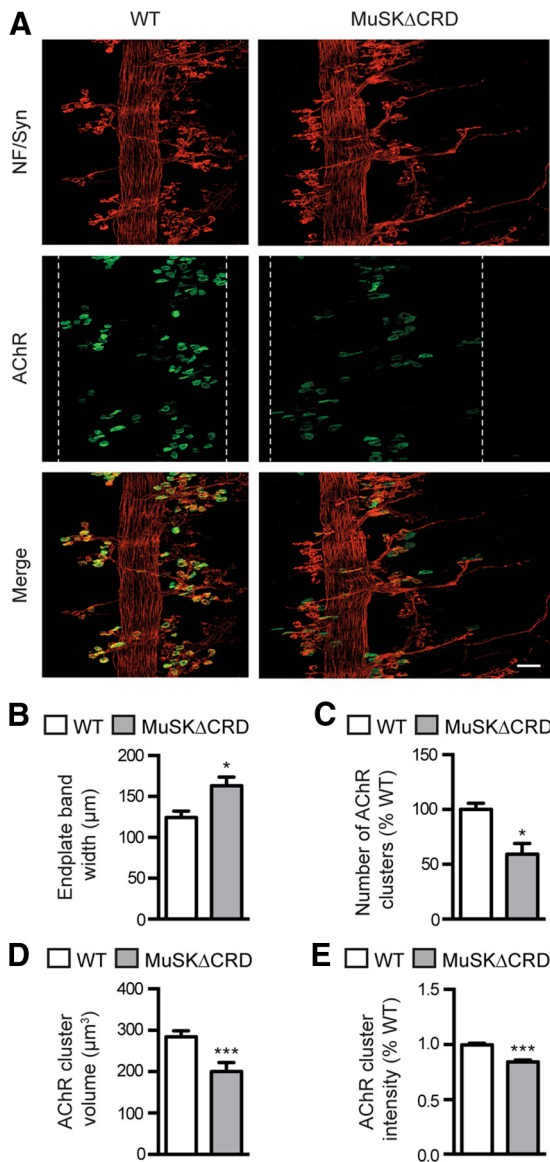 A
WT
MuSKΔCRD
NF/Syn
AChR
Merge
B
WT
MuSKΔCRD
Endplate band
width (μm)
200
150
100
50
0
*
C
WT
MuSKΔCRD
Number of AChR
clusters (% WT)
150
100
50
0
*
D
WT
MuSKΔCRD
AChR cluster
volume (μm³)
400
300
200
100
0
***
E
WT
MuSKΔCRD
AChR cluster
intensity (% WT)
1.5
1.0
0.5
0.0
***